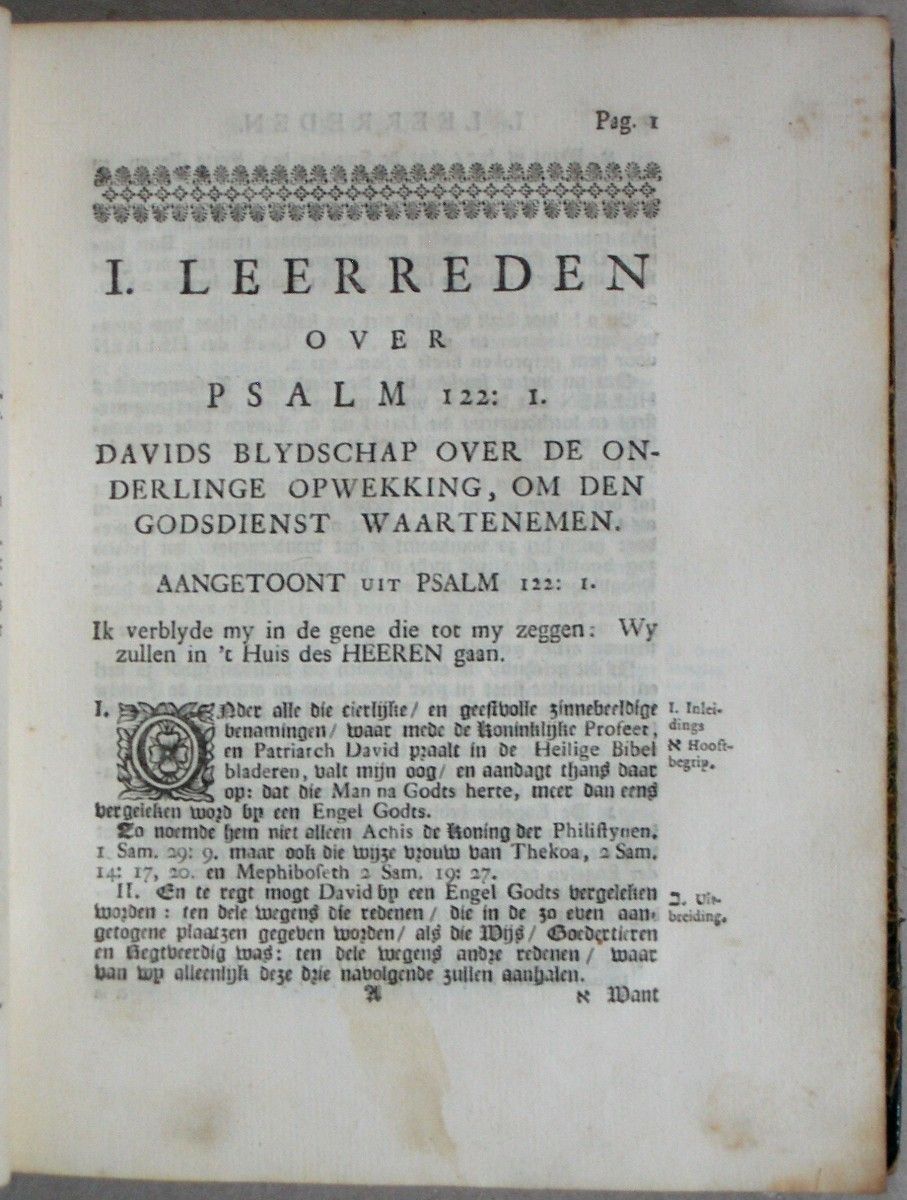 Pag. 1
I. LEERREDEN
OVER
PSALM 122: 1.
DAVIDS BLYDSCHAP OVER DE ON-
DERLINGE OPWEKKING, OM DEN
GODSDIENST WAARTENEMEN.
AANGETOONT UIT PSALM 122: 1.
Ik verblyde my in de gene die tot my zeggen: Wy
zullen in 't Huis des HEEREN gaan.
I. ONder alle die cierlijke/ en geestvolle zinnebeeldige
benamingen/ waar mede de Koninklijke Profeet,
en Patriarch David praalt in de Heilige Bibel
bladeren, valt mijn oog/ en aandagt thans daar
op: dat die Man na Godts herte, meer dan eens
vergeleken word by een Engel Godts.
Zo noemde hem niet alleen Achis de Koning der Philistynen.
1 Sam. 29: 9. maar ook die wijze vrouw van Thekoa, 2 Sam.
14: 17, 20. en Mephiboseth 2 Sam. 19: 27.
II. En te regt mogt David by een Engel Godts vergeleken
worden: ten dele wegens die redenen/ die in de zo even aan-
getogene plaatzen gegeven worden/ als die Wijs/ Goedertieren
en Regtveerdig was: ten dele wegens andre redenen/ waar
van wy alleenlijk deze drie navolgende zullen aanhalen.
A א Want
I. Inlei-
dings
א Hooft-
begrip.
ב. Uit-
breiding.